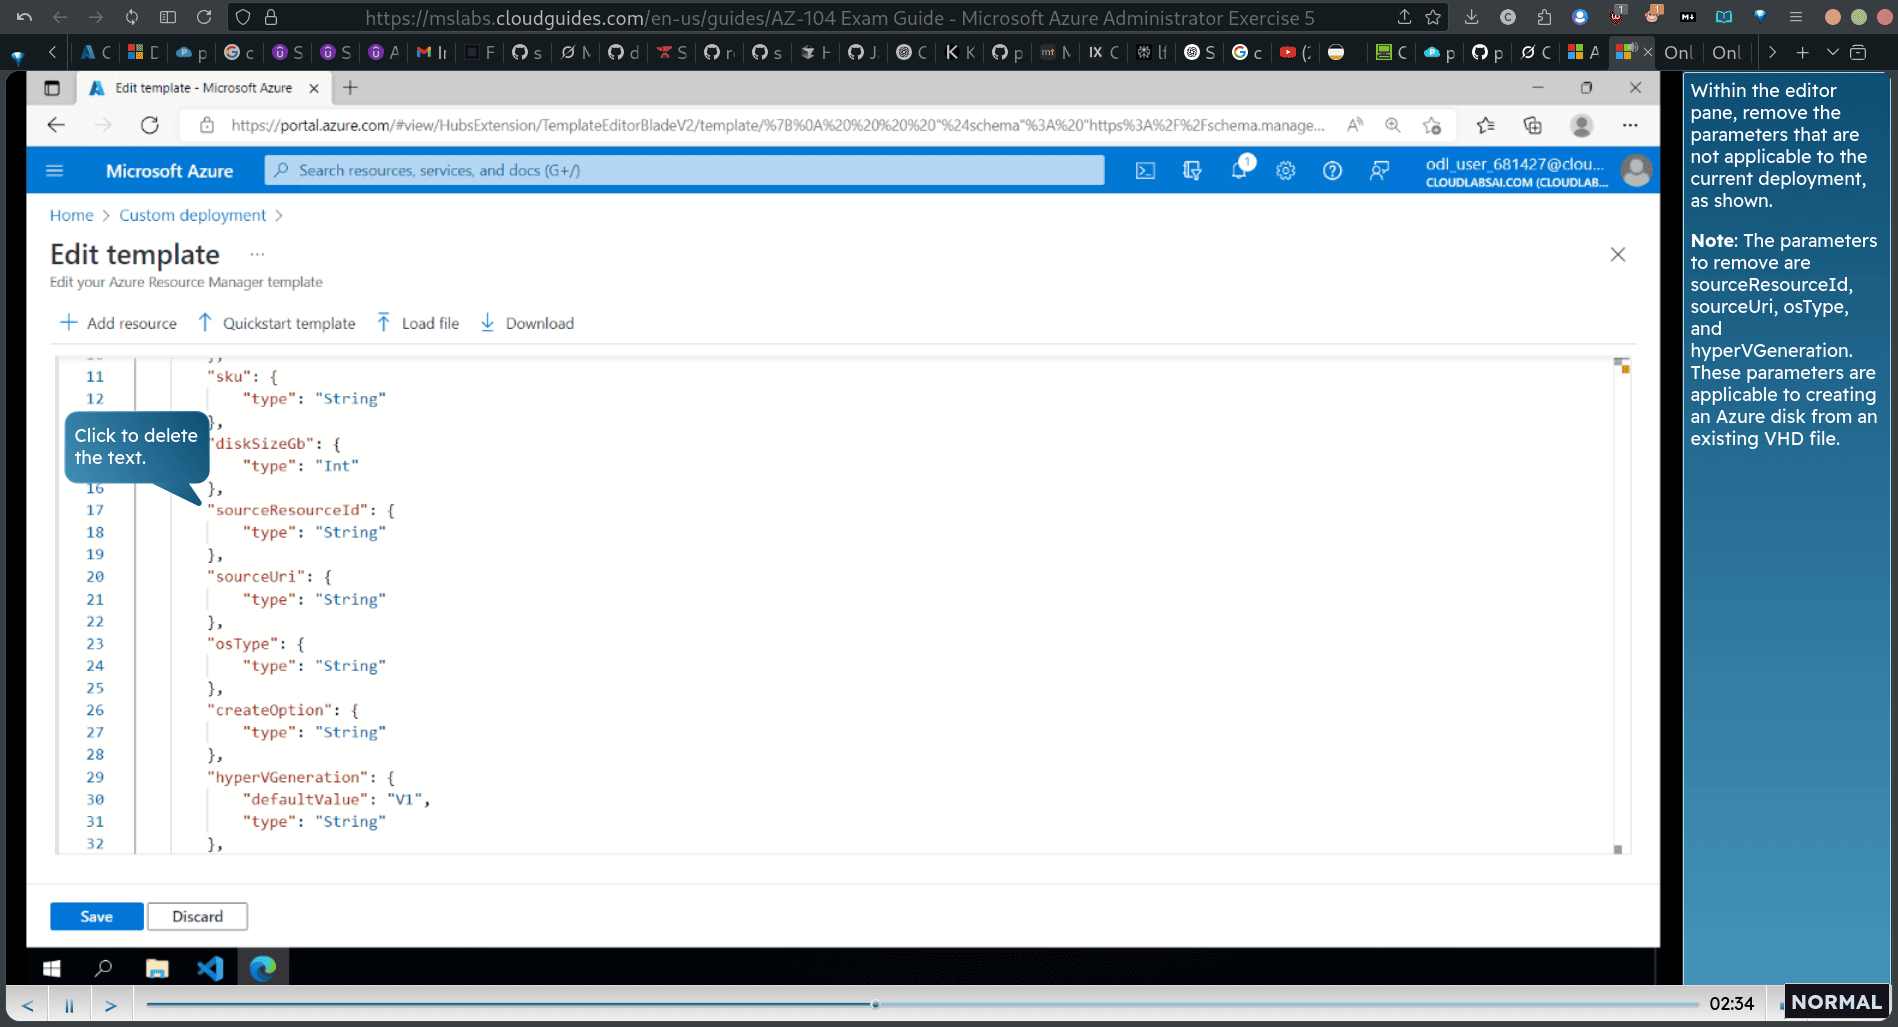 https://mslabs.cloudguides.com/en-us/guides/AZ-104 Exam Guide - Microsoft Azure Administrator Exercise 5
Edit template - Microsoft Azure
https://portal.azure.com/#view/HubsExtension/TemplateEditorBladeV2/template/%7B%0A%20%20%20%20"%24schema"%3A%20"https%3A%2F%2Fschema.manage...
Microsoft Azure
Search resources, services, and docs (G+/)
1
odl_user_681427@clou...
CLOUDLABSAI.COM (CLOUDLAB...
Home > Custom deployment >
Edit template ...
Edit your Azure Resource Manager template
Add resource
Quickstart template
Load file
Download
11 "sku": {
12 "type": "String"
},
"diskSizeGb": {
"type": "Int"
16 },
17 "sourceResourceId": {
18 "type": "String"
19 },
20 "sourceUri": {
21 "type": "String"
22 },
23 "osType": {
24 "type": "String"
25 },
26 "createOption": {
27 "type": "String"
28 },
29 "hyperVGeneration": {
30 "defaultValue": "V1",
31 "type": "String"
32 },
Click to delete
the text.
Save
Discard
Within the editor
pane, remove the
parameters that are
not applicable to the
current deployment,
as shown.
Note: The parameters
to remove are
sourceResourceId,
sourceUri, osType,
and
hyperVGeneration.
These parameters are
applicable to creating
an Azure disk from an
existing VHD file.
02:34
NORMAL